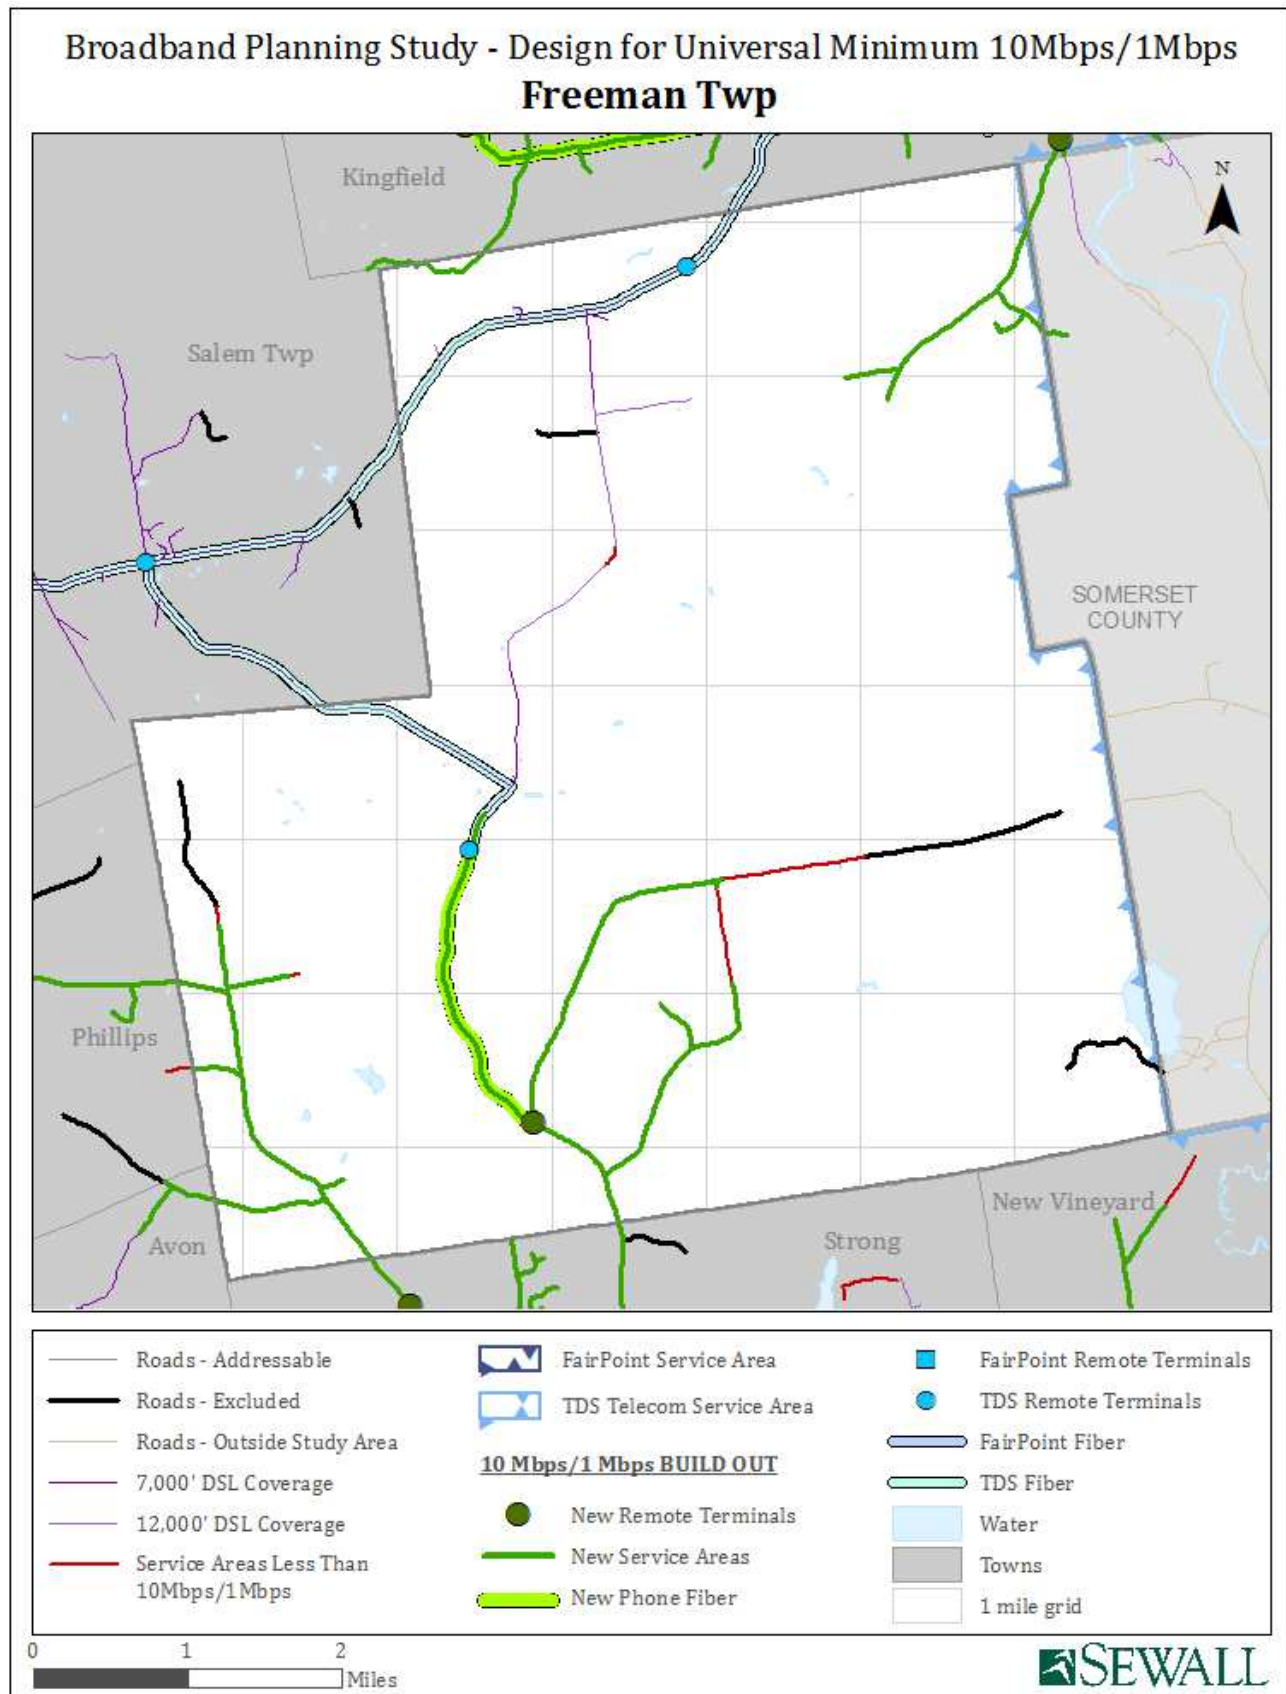 Broadband Planning Study - Design for Universal Minimum 10Mbps/1Mbps
Freeman Twp
Kingfield
N
Salem Twp
SOMERSET
COUNTY
Phillips
New Vineyard
Avon
Strong
Roads - Addressable
Roads - Excluded
Roads - Outside Study Area
7,000' DSL Coverage
12,000' DSL Coverage
Service Areas Less Than
10Mbps/1Mbps
FairPoint Service Area
TDS Telecom Service Area
10 Mbps/1 Mbps BUILD OUT
New Remote Terminals
New Service Areas
New Phone Fiber
FairPoint Remote Terminals
TDS Remote Terminals
FairPoint Fiber
TDS Fiber
Water
Towns
1 mile grid
0 1 2
Miles
SEWALL